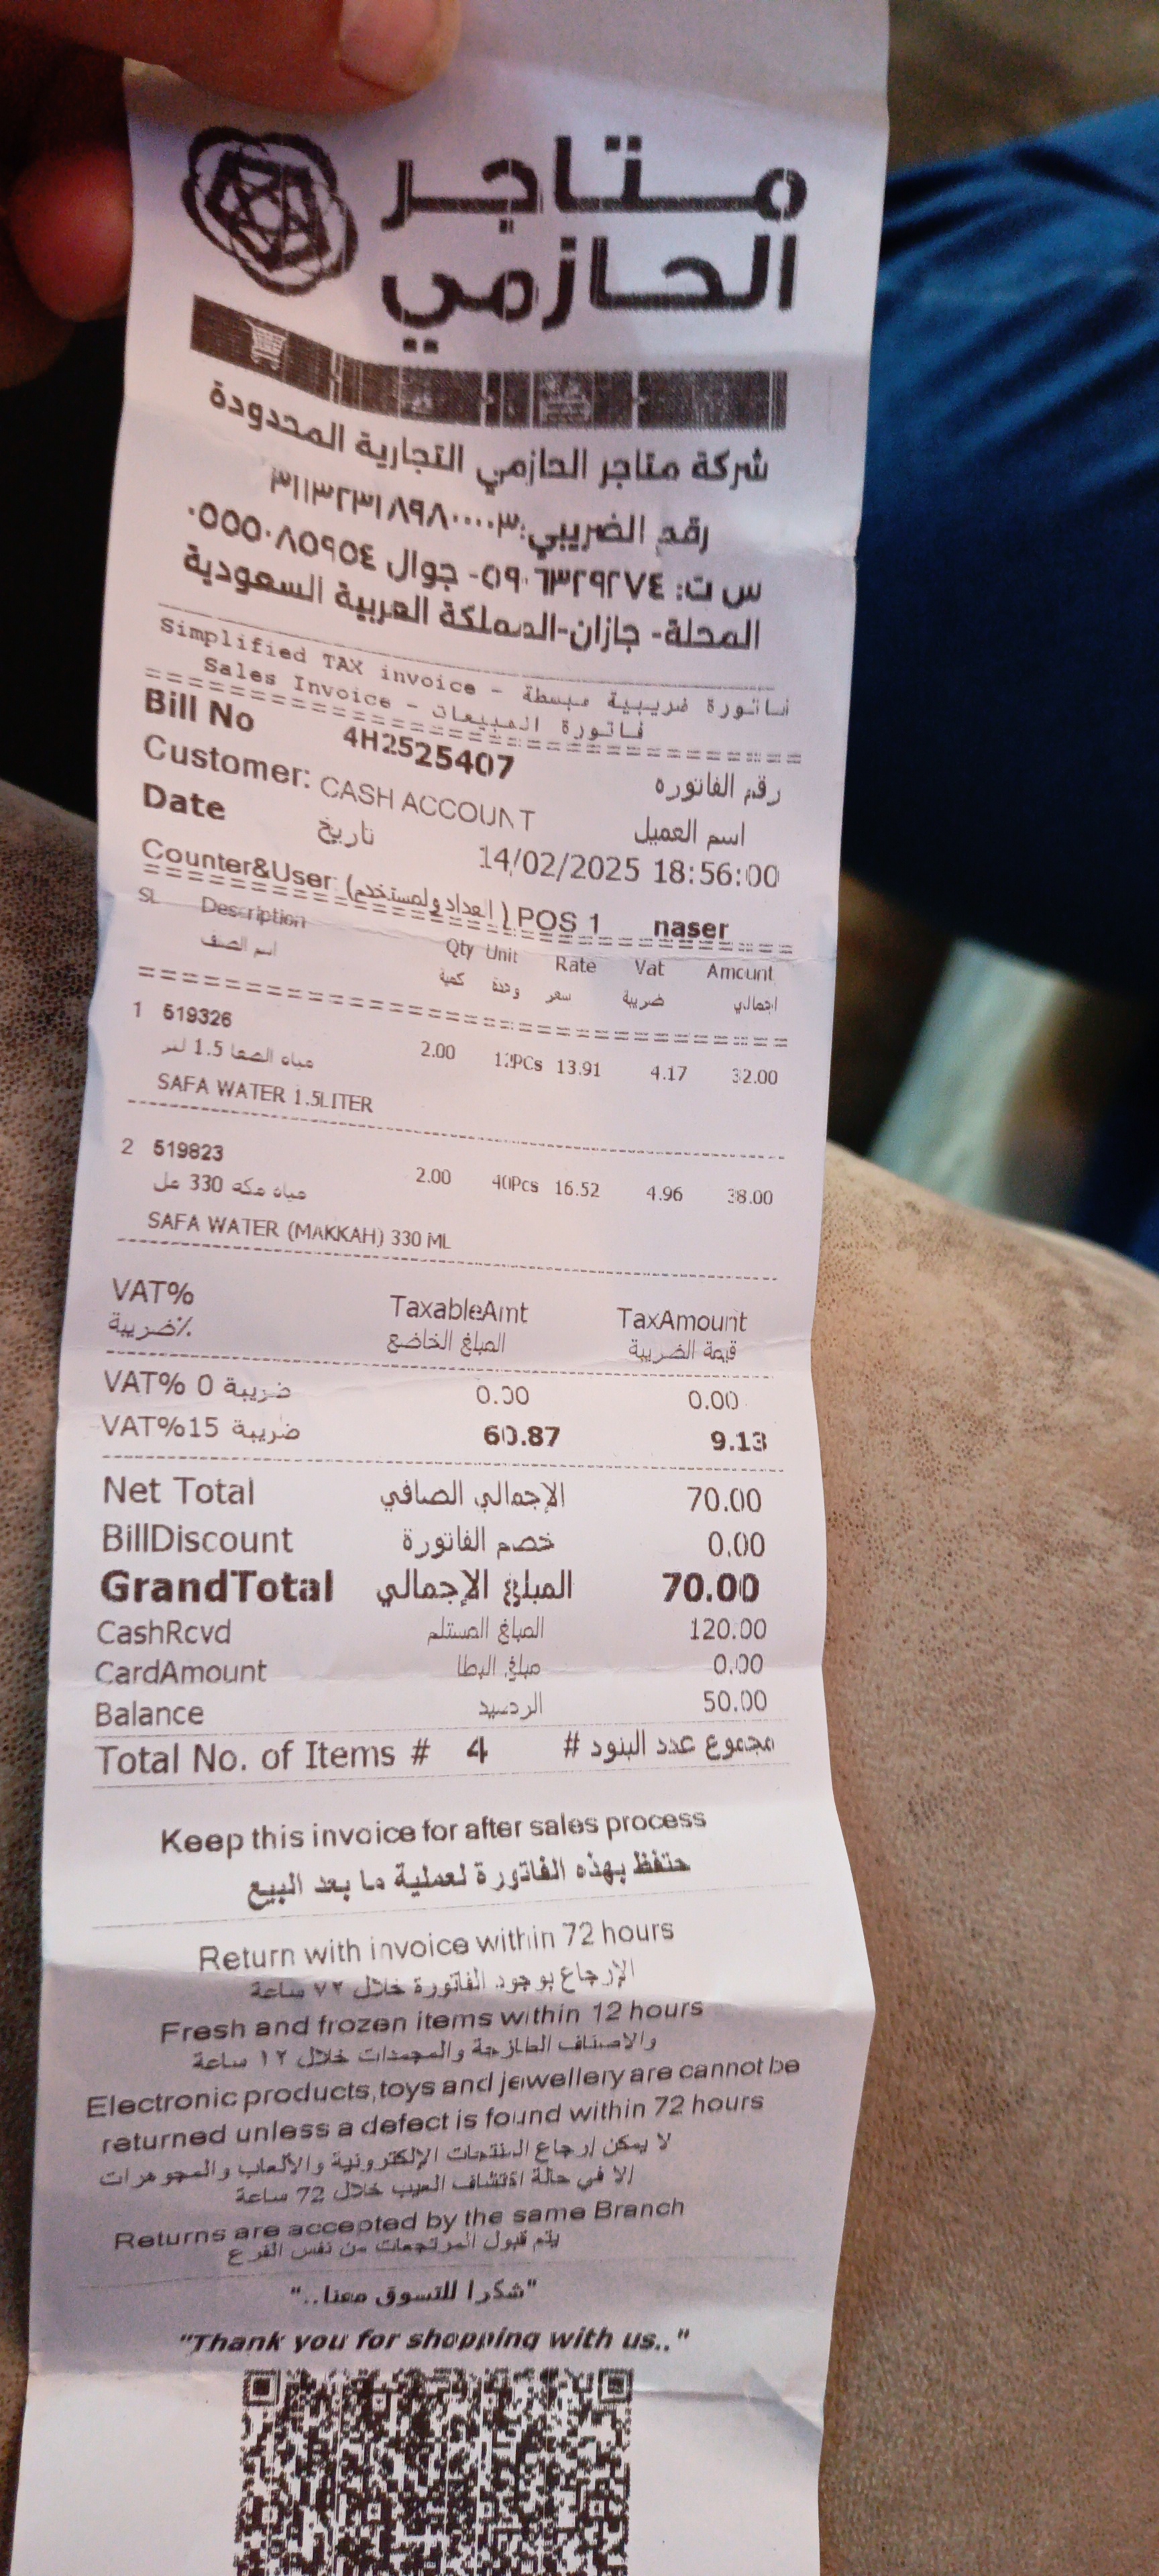 متاجر
الحازمي
شركة متاجر الحازمي التجارية المحدودة
رقم الضريبي:٣١١٣٢٣١٨٩٨٠٠٠٠٣
س ت: ٥٩٠٦٣٢٩٢٧٤- جوال ٠٥٥٥٠٨٥٩٥٤
المحلة- جازان-المملكة العربية السعودية
Simplified TAX invoice - فاتورة ضريبية مبسطة
Sales Invoice - فاتورة المبيعات
Bill No 4H2525407 رقم الفاتوره
Customer: CASH ACCOUNT اسم العميل
Date تاريخ 14/02/2025 18:56:00
Counter&User: (العداد ولمستخدم) POS 1 naser
SL Description Qty Unit Rate Vat Amount
اسم الصنف كمية وحدة سعر ضريبة اجمالي
1 519326
مياه الصفا 1.5 لتر 2.00 12PCs 13.91 4.17 32.00
SAFA WATER 1.5LITER
2 519823
مياه مكه 330 مل 2.00 40Pcs 16.52 4.96 38.00
SAFA WATER (MAKKAH) 330 ML
VAT% TaxableAmt TaxAmount
ضريبة% المبلغ الخاضع قيمة الضريبة
VAT% 0 ضريبة 0.00 0.00
VAT%15 ضريبة 60.87 9.13
Net Total الإجمالي الصافي 70.00
BillDiscount خصم الفاتورة 0.00
GrandTotal المبلغ الإجمالي 70.00
CashRcvd المبلغ المستلم 120.00
CardAmount مبلغ البطا 0.00
Balance الرصيد 50.00
Total No. of Items # 4 مجموع عدد البنود #
Keep this invoice for after sales process
حتفظ بهذه الفاتورة لعملية ما بعد البيع
Return with invoice within 72 hours
الإرجاع بوجود الفاتورة خلال ٧٢ ساعة
Fresh and frozen items within 12 hours
والاصناف الطازجة والمجمدات خلال ١٢ ساعة
Electronic products,toys and jewellery are cannot be
returned unless a defect is found within 72 hours
لا يمكن إرجاع المنتجات الإلكترونية والألعاب والمجوهرات
إلا في حالة اكتشاف العيب خلال 72 ساعة
Returns are accepted by the same Branch
يتم قبول المرتجعات من نفس الفرع
"شكرا للتسوق معنا.."
"Thank you for shopping with us.."